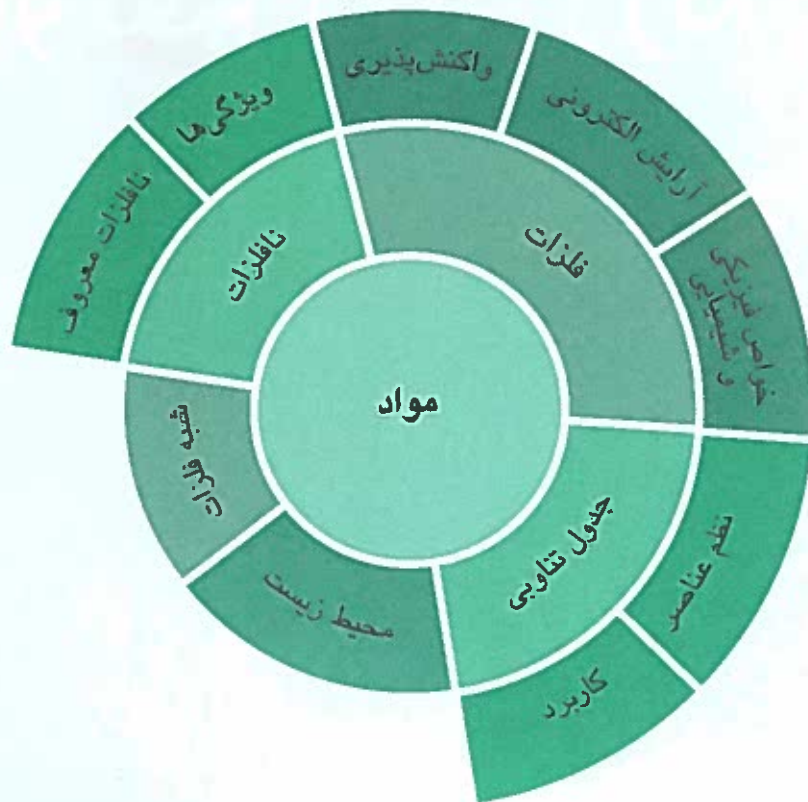 مواد
فلزات
واکنش‌پذیری
آرایش الکترونی
خواص فیزیکی
و شیمیایی
جدول تناوبی
نظم عناصر
کاربرد
محیط زیست
شبه فلزات
نافلزات
نافلزات معروف
ویژگی‌ها